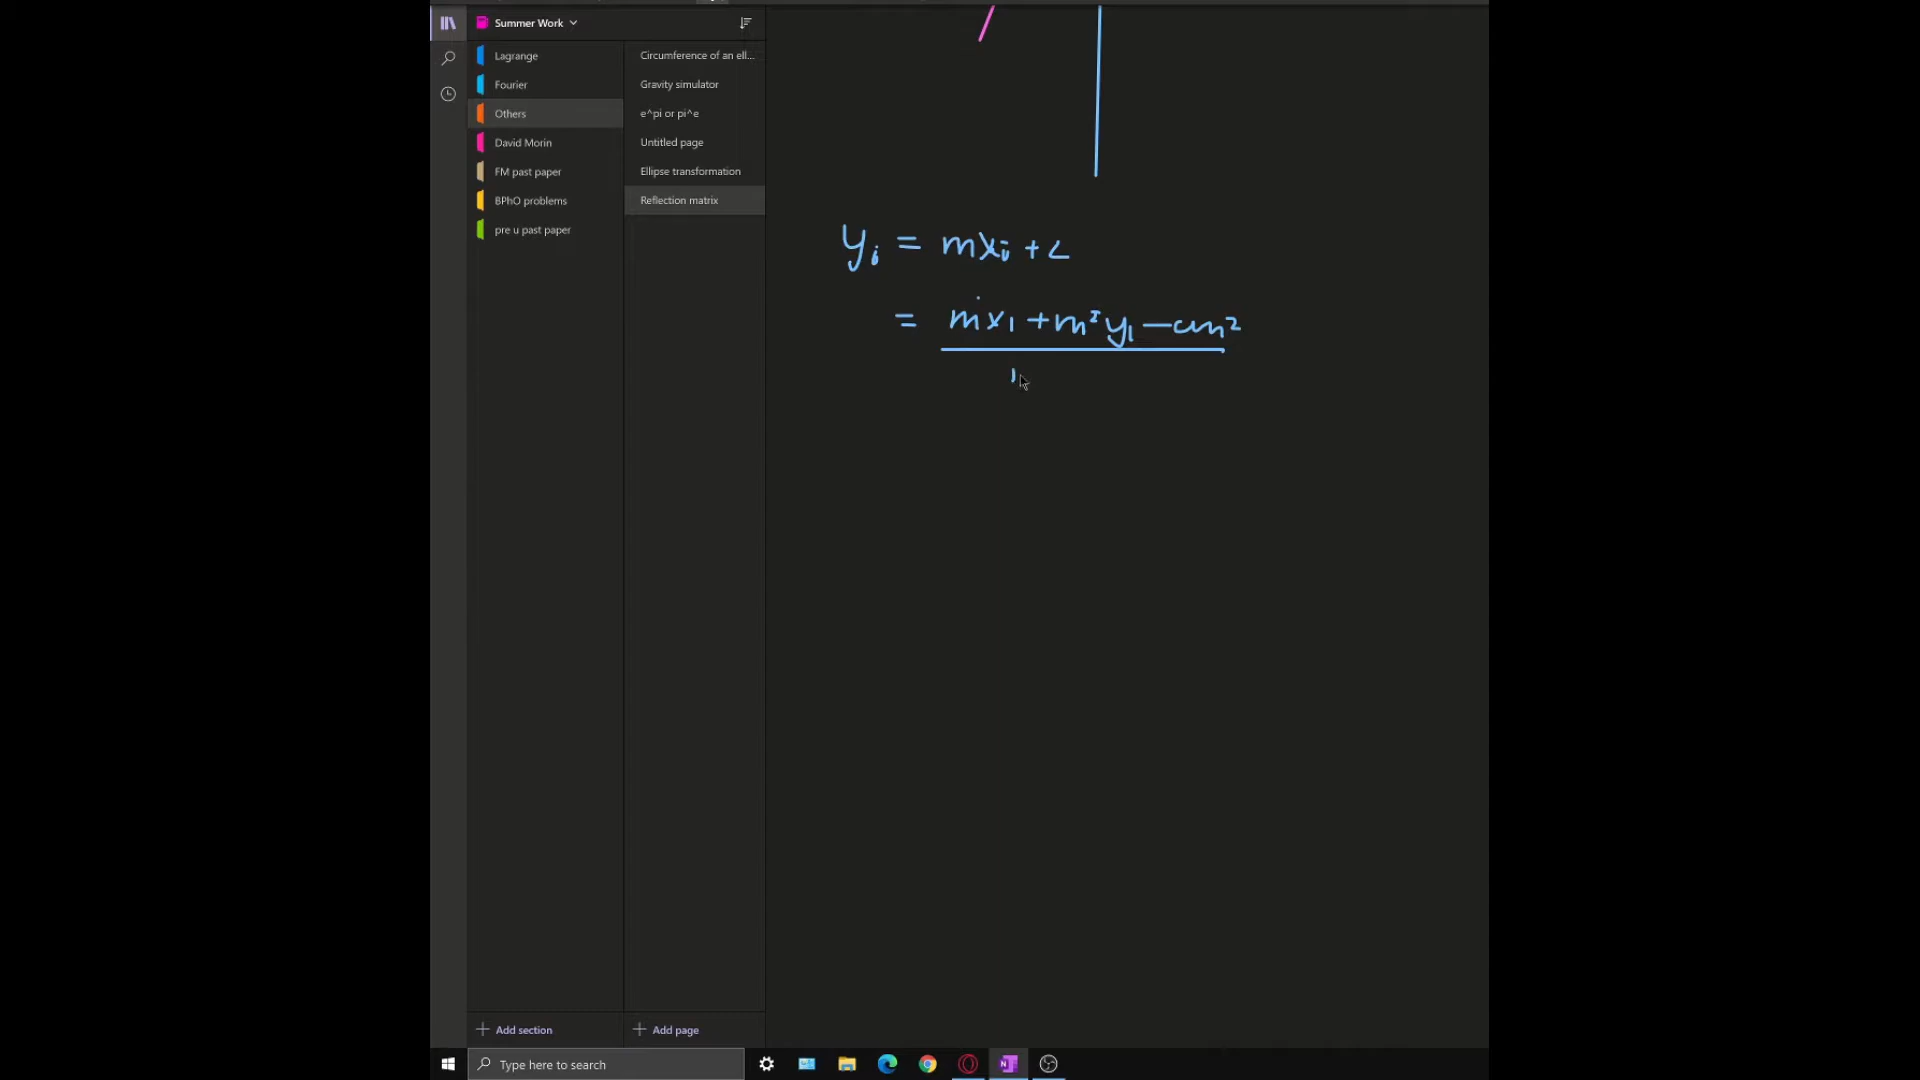 Summer Work
Lagrange
Fourier
Others
David Morin
FM past paper
BPhO problems
pre u past paper
Circumference of an ell...
Gravity simulator
e^pi or pi^e
Untitled page
Ellipse transformation
Reflection matrix
yᵢ = mxᵢ + c
= mx₁ + m²y₁ − cm²
1
Add section
Add page
Type here to search